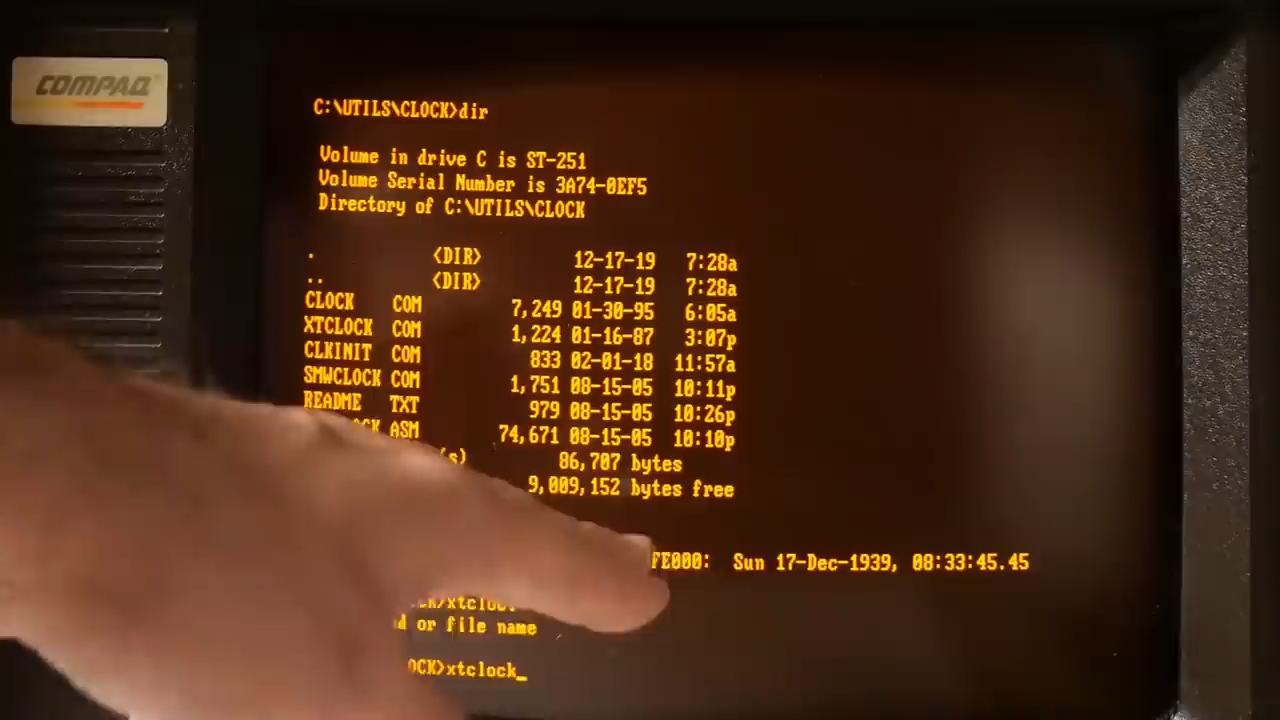 COMPAQ
C:\UTILS\CLOCK>dir
Volume in drive C is ST-251
Volume Serial Number is 3A74-0EF5
Directory of C:\UTILS\CLOCK
. <DIR> 12-17-19 7:28a
.. <DIR> 12-17-19 7:28a
CLOCK COM 7,249 01-30-95 6:05a
XTCLOCK COM 1,224 01-16-87 3:07p
CLKINIT COM 833 02-01-18 11:57a
SMWCLOCK COM 1,751 08-15-05 10:11p
README TXT 979 08-15-05 10:26p
ASM 74,671 08-15-05 10:10p
(s) 86,707 bytes
9,009,152 bytes free
FE000: Sun 17-Dec-1939, 08:33:45.45
or file name
OCK>xtclock_